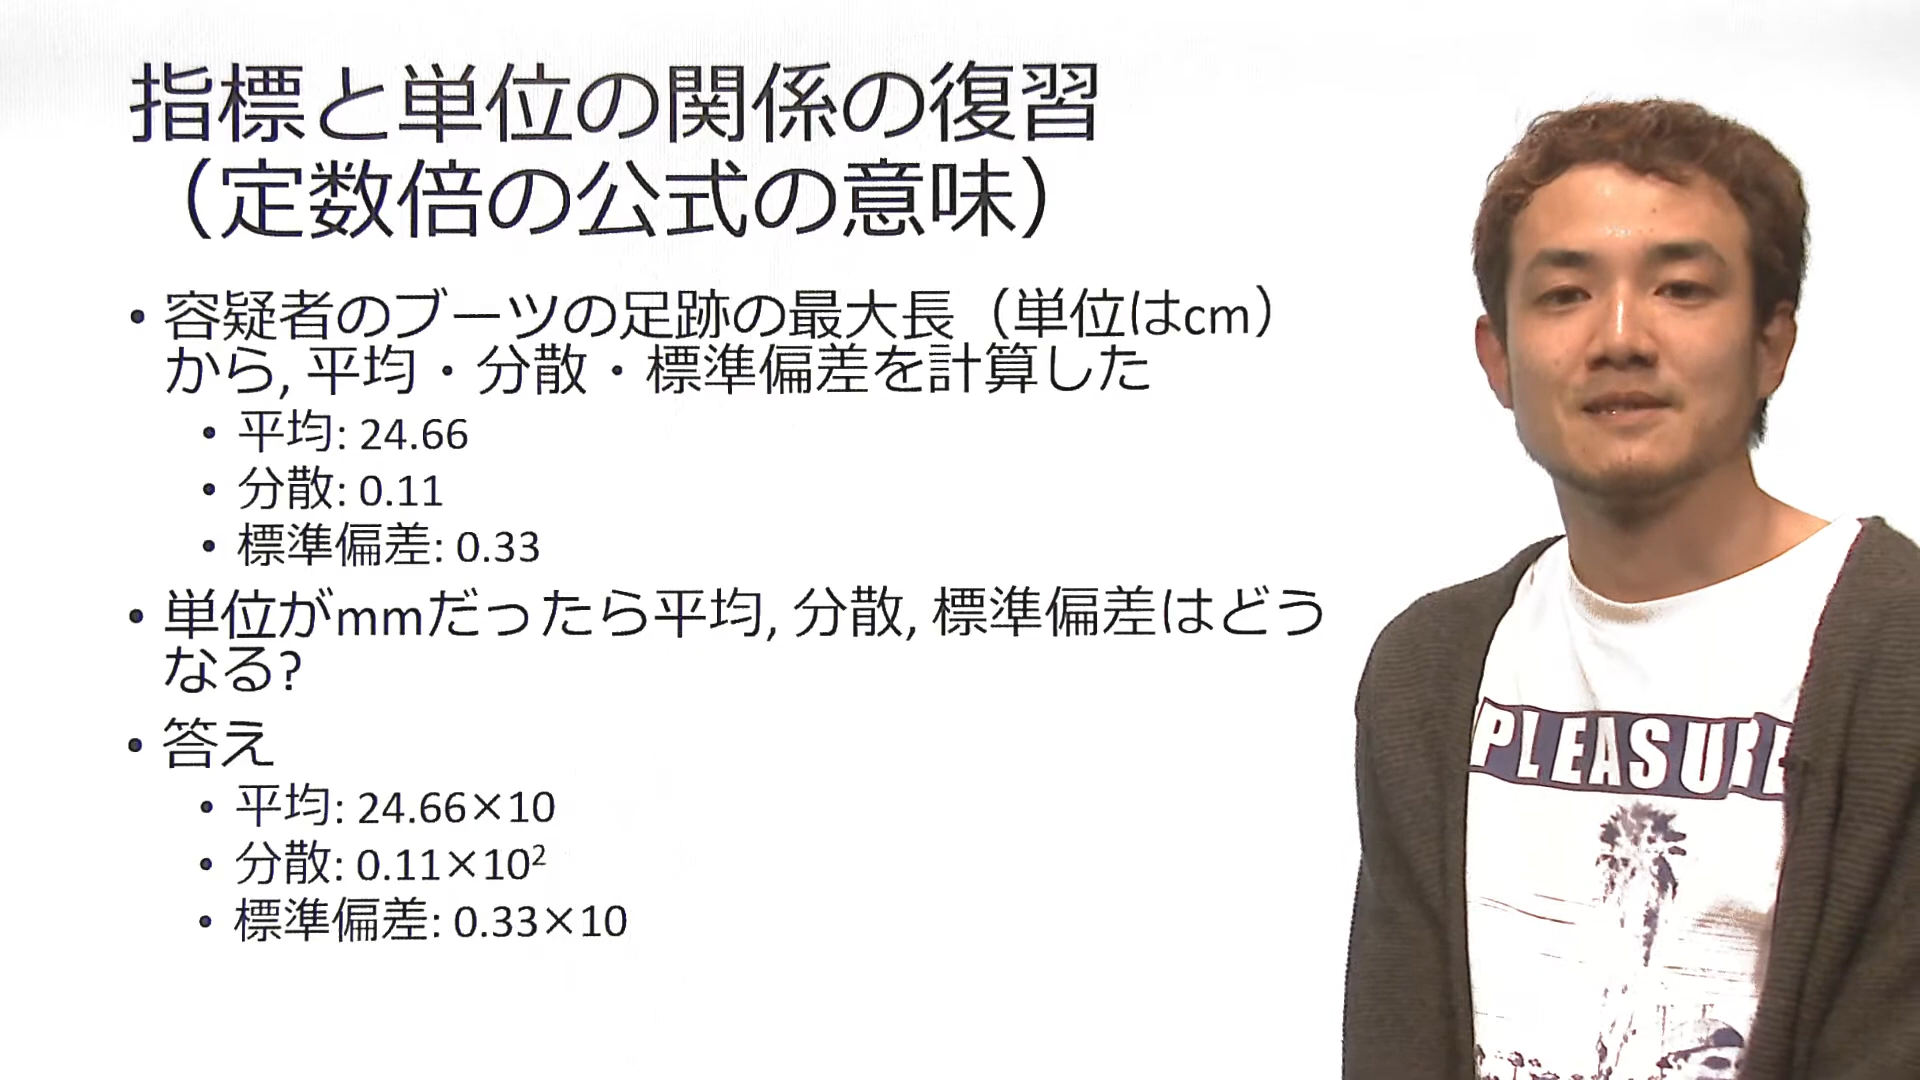 指標と単位の関係の復習
（定数倍の公式の意味）
• 容疑者のブーツの足跡の最大長（単位はcm）
から, 平均・分散・標準偏差を計算した
• 平均: 24.66
• 分散: 0.11
• 標準偏差: 0.33
• 単位がmmだったら平均, 分散, 標準偏差はどう
なる?
• 答え
• 平均: 24.66×10
• 分散: 0.11×10²
• 標準偏差: 0.33×10
PLEASURE